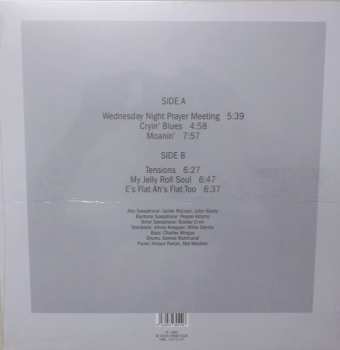 SIDE A
Wednesday Night Prayer Meeting 5:39
Cryin' Blues 4:58
Moanin' 7:57
SIDE B
Tensions 6:27
My Jelly Roll Soul 6:47
E's Flat Ah's Flat Too 6:37
Alto Saxophone: Jackie McLean, John Handy
Baritone Saxophone: Pepper Adams
Tenor Saxophone: Booker Ervin
Trombone: Jimmy Knepper, Willie Dennis
Bass: Charles Mingus
Drums: Dannie Richmond
Piano: Horace Parlan, Mal Waldron